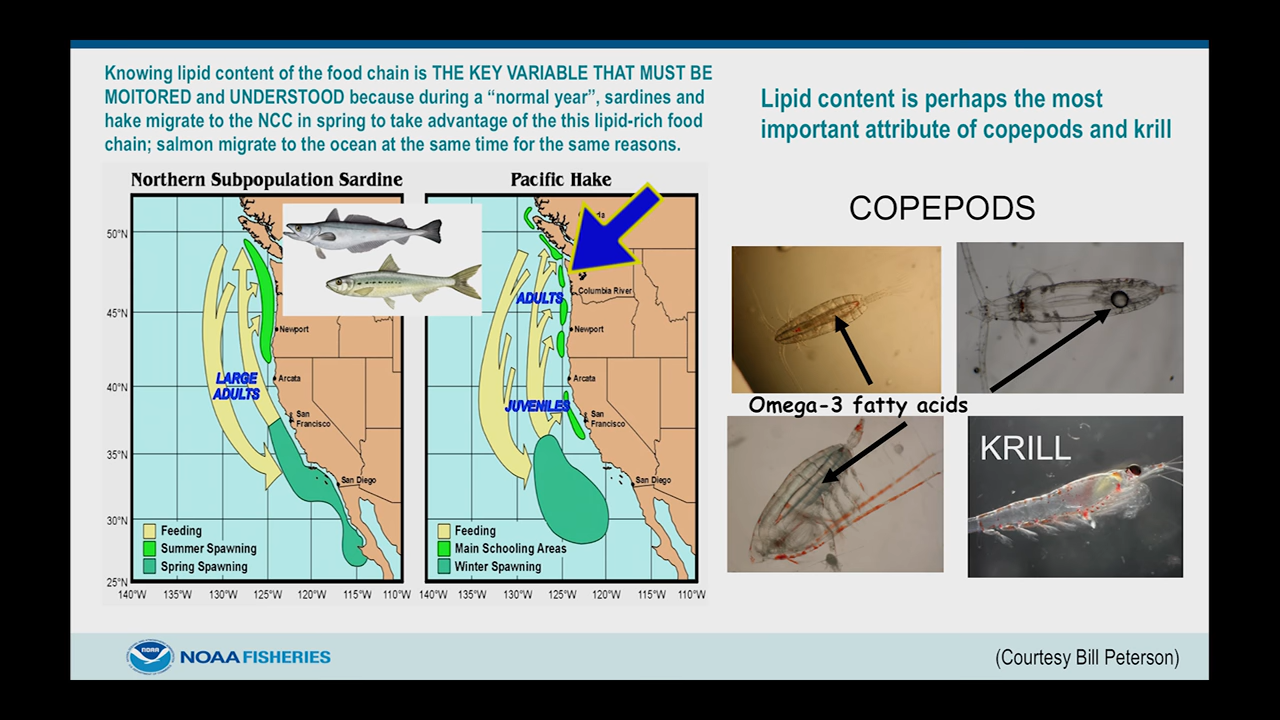 Knowing lipid content of the food chain is THE KEY VARIABLE THAT MUST BE
MOITORED and UNDERSTOOD because during a “normal year”, sardines and
hake migrate to the NCC in spring to take advantage of the this lipid-rich food
chain; salmon migrate to the ocean at the same time for the same reasons.
Lipid content is perhaps the most
important attribute of copepods and krill
Northern Subpopulation Sardine
50°N
45°N
40°N
35°N
30°N
25°N
Newport
Arcata
San
Francisco
San Diego
LARGE
ADULTS
Feeding
Summer Spawning
Spring Spawning
140°W 135°W 130°W 125°W 120°W 115°W 110°W
Pacific Hake
Columbia River
ADULTS
Newport
Arcata
JUVENILES
San
Francisco
San Diego
Feeding
Main Schooling Areas
Winter Spawning
140°W 135°W 130°W 125°W 120°W 115°W 110°W
COPEPODS
Omega-3 fatty acids
KRILL
NOAA
NOAA FISHERIES
(Courtesy Bill Peterson)